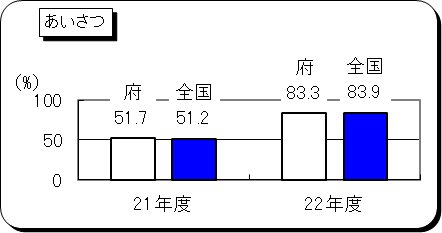 あいさつ
(%)
府 全国 府 全国
51.7 51.2 83.3 83.9
100
50
0
21年度 22年度